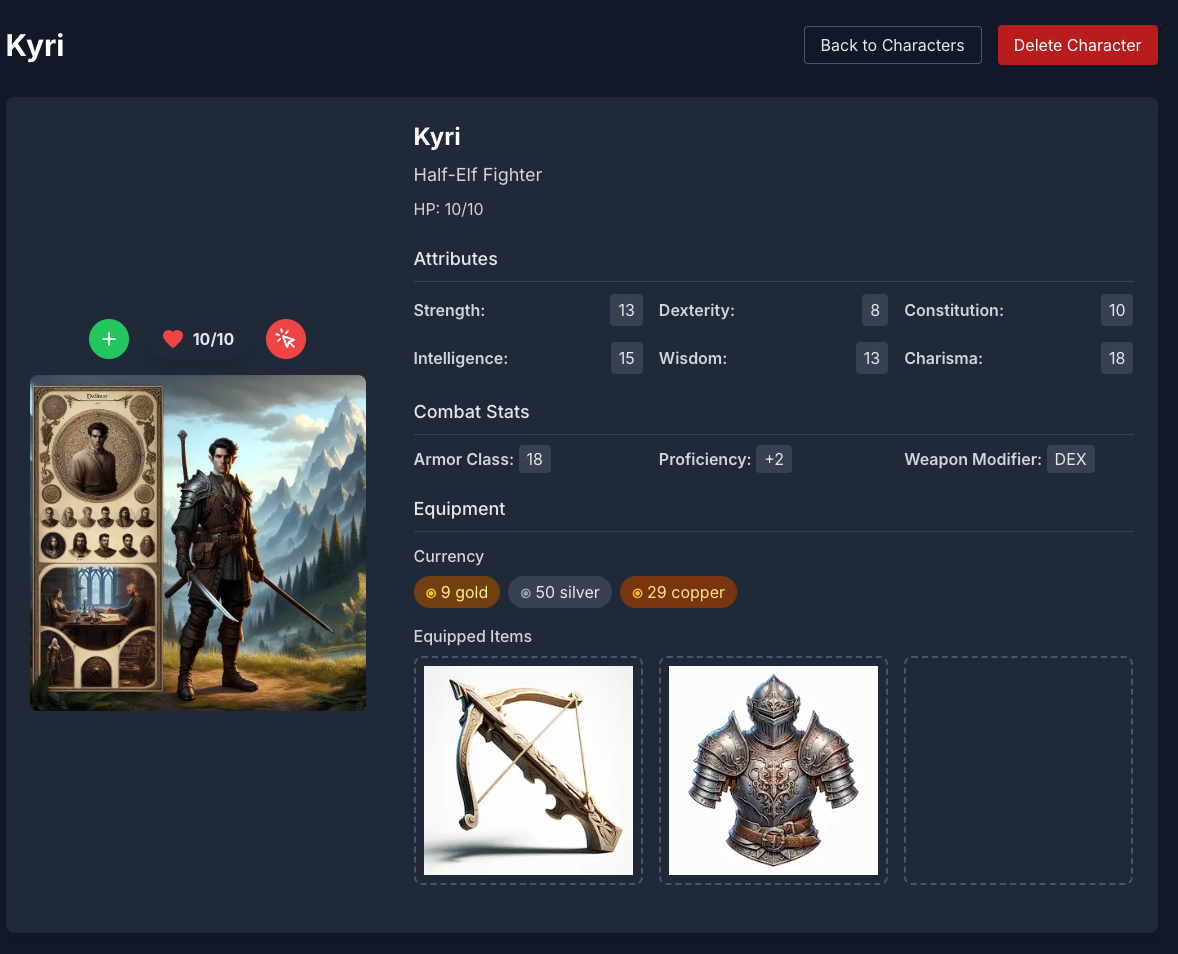 Kyri
Back to Characters
Delete Character
Kyri
Half-Elf Fighter
HP: 10/10
Attributes
Strength: 13 Dexterity: 8 Constitution: 10
10/10
Intelligence: 15 Wisdom: 13 Charisma: 18
Combat Stats
Armor Class: 18 Proficiency: +2 Weapon Modifier: DEX
Equipment
Currency
9 gold 50 silver 29 copper
Equipped Items